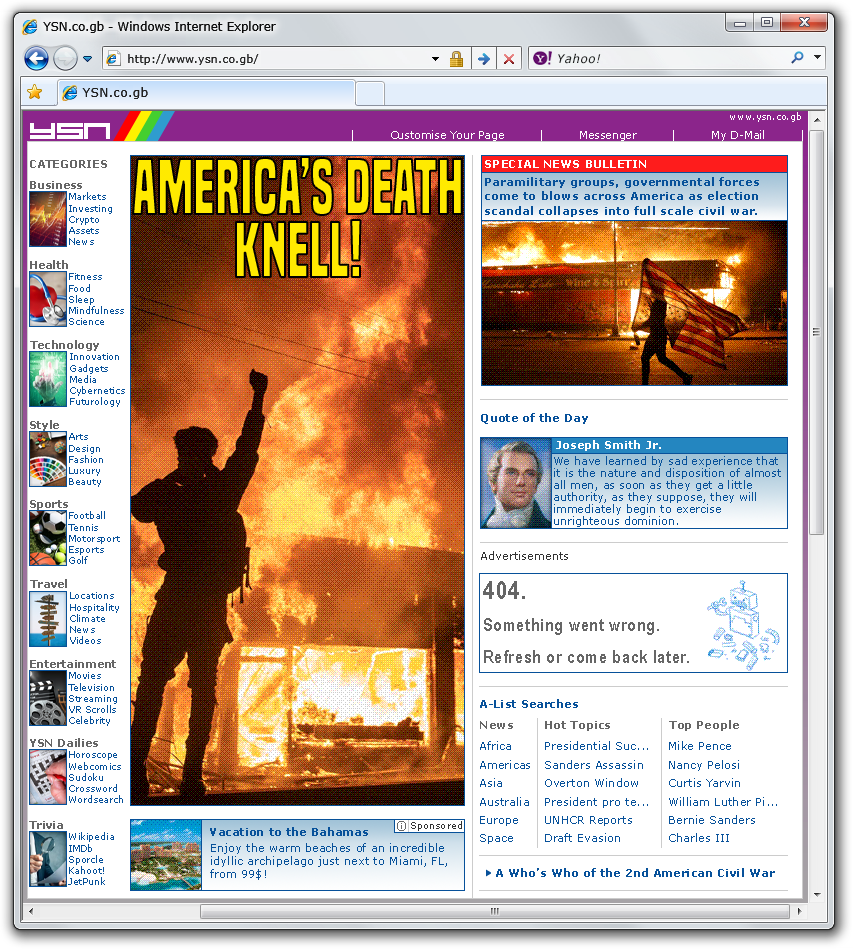 YSN.co.gb - Windows Internet Explorer
http://www.ysn.co.gb/
Yahoo!
YSN.co.gb
www.ysn.co.gb
YSN
Customise Your Page
Messenger
My D-Mail
CATEGORIES
Business
Markets
Investing
Crypto
Assets
News
Health
Fitness
Food
Sleep
Mindfulness
Science
Technology
Innovation
Gadgets
Media
Cybernetics
Futurology
Style
Arts
Design
Fashion
Luxury
Beauty
Sports
Football
Tennis
Motorsport
Esports
Golf
Travel
Locations
Hospitality
Climate
News
Videos
Entertainment
Movies
Television
Streaming
VR Scrolls
Celebrity
YSN Dailies
Horoscope
Webcomics
Sudoku
Crossword
Wordsearch
Trivia
Wikipedia
IMDb
Sporcle
Kahoot!
JetPunk
AMERICA'S DEATH
KNELL!
Sponsored
Vacation to the Bahamas
Enjoy the warm beaches of an incredible
idyllic archipelago just next to Miami, FL,
from 99$!
SPECIAL NEWS BULLETIN
Paramilitary groups, governmental forces
come to blows across America as election
scandal collapses into full scale civil war.
Wine & Spirit
Quote of the Day
Joseph Smith Jr.
We have learned by sad experience that
it is the nature and disposition of almost
all men, as soon as they get a little
authority, as they suppose, they will
immediately begin to exercise
unrighteous dominion.
Advertisements
404.
Something went wrong.
Refresh or come back later.
A-List Searches
News
Africa
Americas
Asia
Australia
Europe
Space
Hot Topics
Presidential Suc...
Sanders Assassin
Overton Window
President pro te...
UNHCR Reports
Draft Evasion
Top People
Mike Pence
Nancy Pelosi
Curtis Yarvin
William Luther Pi...
Bernie Sanders
Charles III
A Who's Who of the 2nd American Civil War